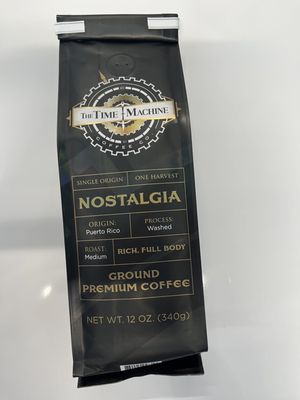 THE TIME MACHINE
COFFEE CO.
SINGLE ORIGIN ONE HARVEST
NOSTALGIA
ORIGIN: PROCESS:
Puerto Rico Washed
ROAST: RICH, FULL BODY
Medium
GROUND
PREMIUM COFFEE
NET WT. 12 OZ. (340g)